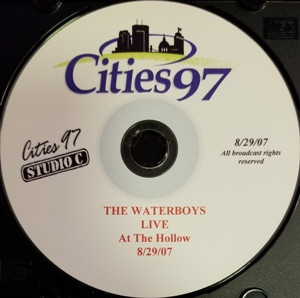 Cities97
Cities 97
STUDIO C
8/29/07
All broadcast rights
reserved
THE WATERBOYS
LIVE
At The Hollow
8/29/07